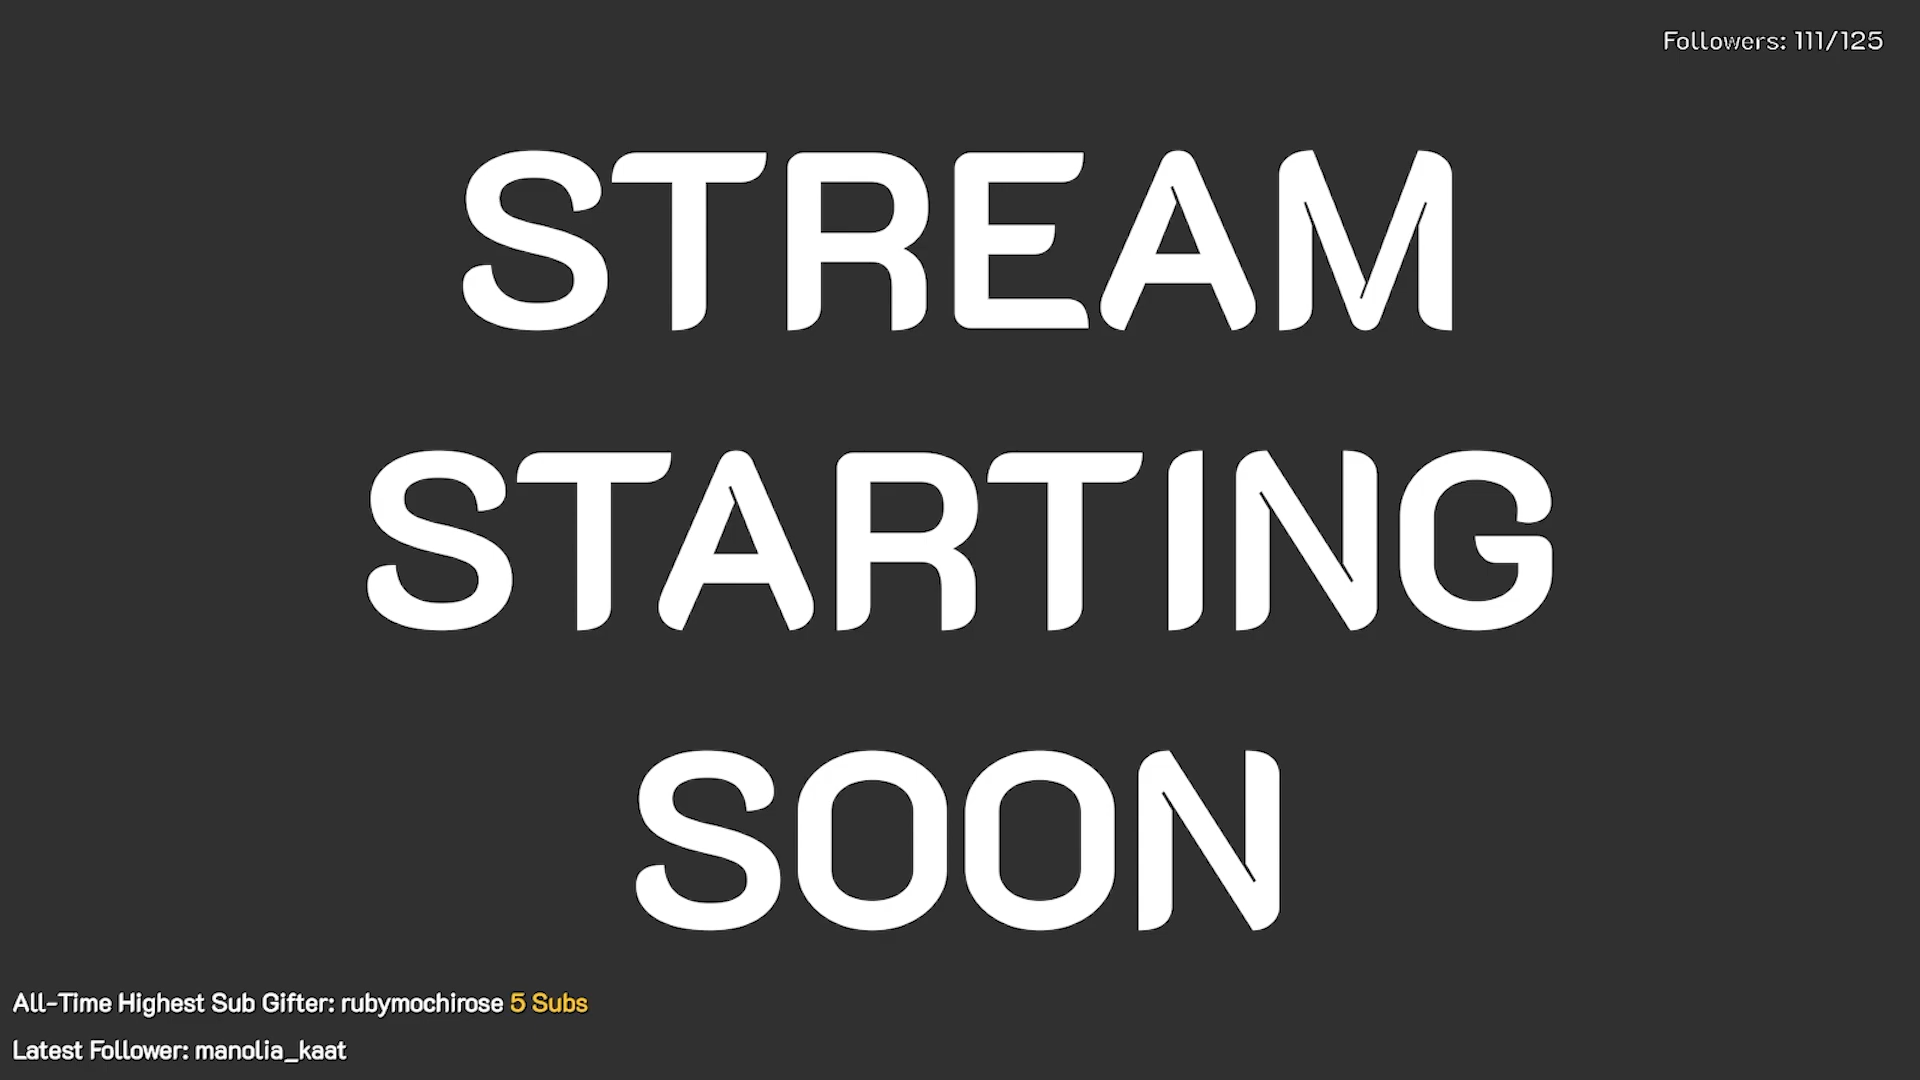 Followers: 111/125
STREAM
STARTING
SOON
All-Time Highest Sub Gifter: rubymochirose 5 Subs
Latest Follower: manolia_kaat